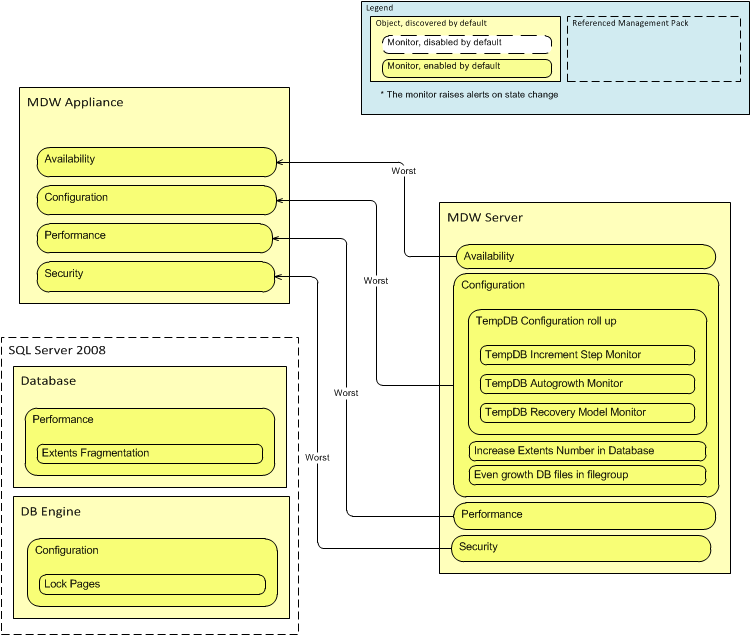 Legend
Object, discovered by default
Monitor, disabled by default
Monitor, enabled by default
Referenced Management Pack
* The monitor raises alerts on state change
MDW Appliance
Availability
Configuration
Performance
Security
Worst
Worst
Worst
Worst
MDW Server
Availability
Configuration
TempDB Configuration roll up
TempDB Increment Step Monitor
TempDB Autogrowth Monitor
TempDB Recovery Model Monitor
Increase Extents Number in Database
Even growth DB files in filegroup
Performance
Security
SQL Server 2008
Database
Performance
Extents Fragmentation
DB Engine
Configuration
Lock Pages